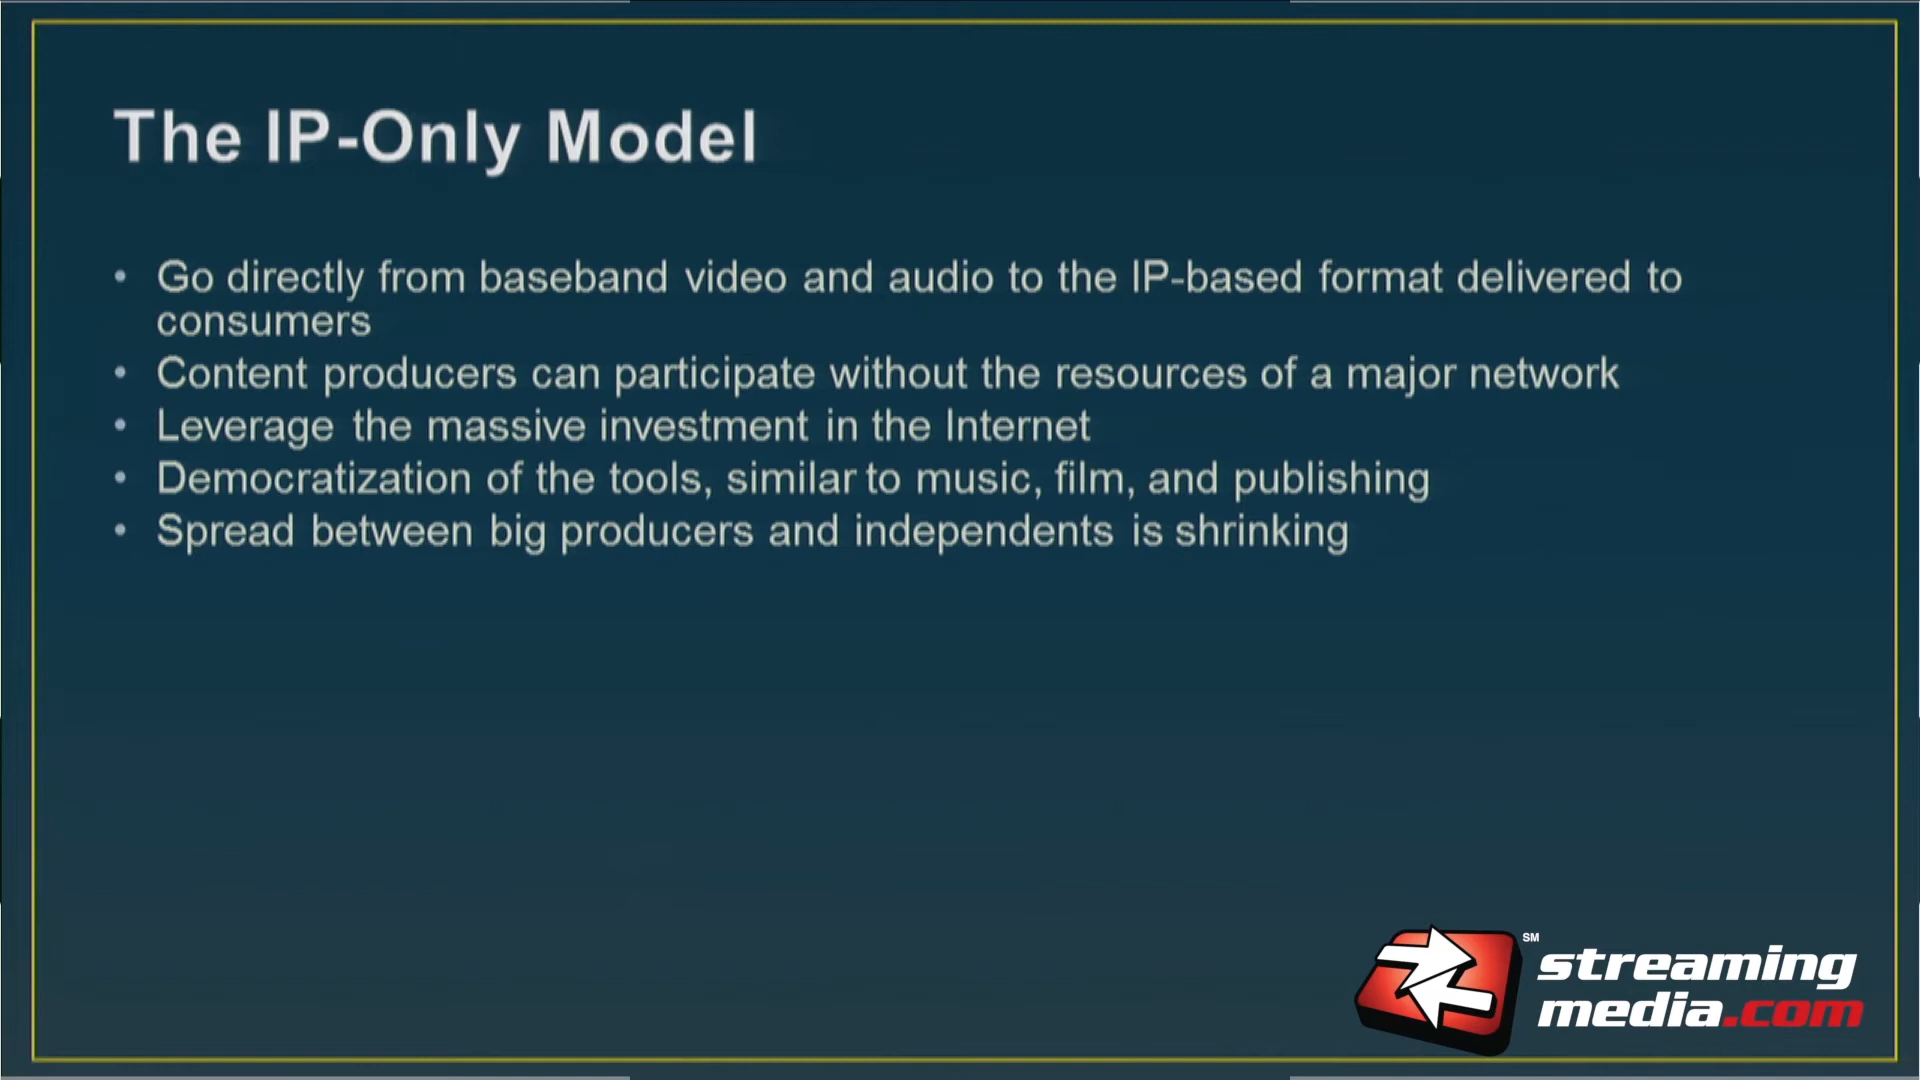 The IP-Only Model
• Go directly from baseband video and audio to the IP-based format delivered to
consumers
• Content producers can participate without the resources of a major network
• Leverage the massive investment in the Internet
• Democratization of the tools, similar to music, film, and publishing
• Spread between big producers and independents is shrinking
SM
streaming
media.com